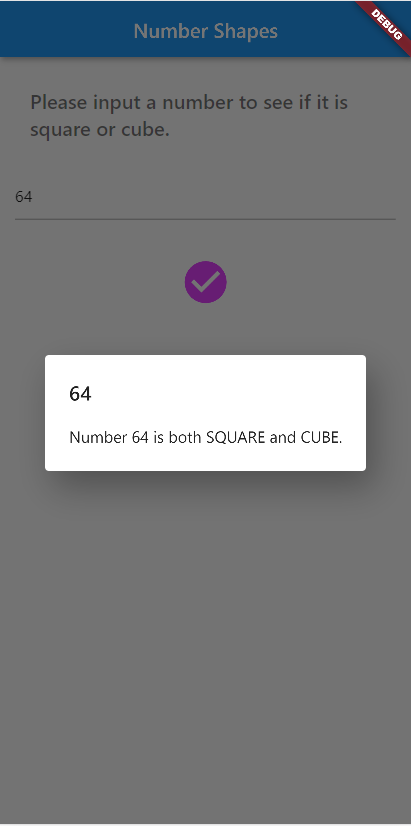 Number Shapes
DEBUG
Please input a number to see if it is
square or cube.
64
64
Number 64 is both SQUARE and CUBE.